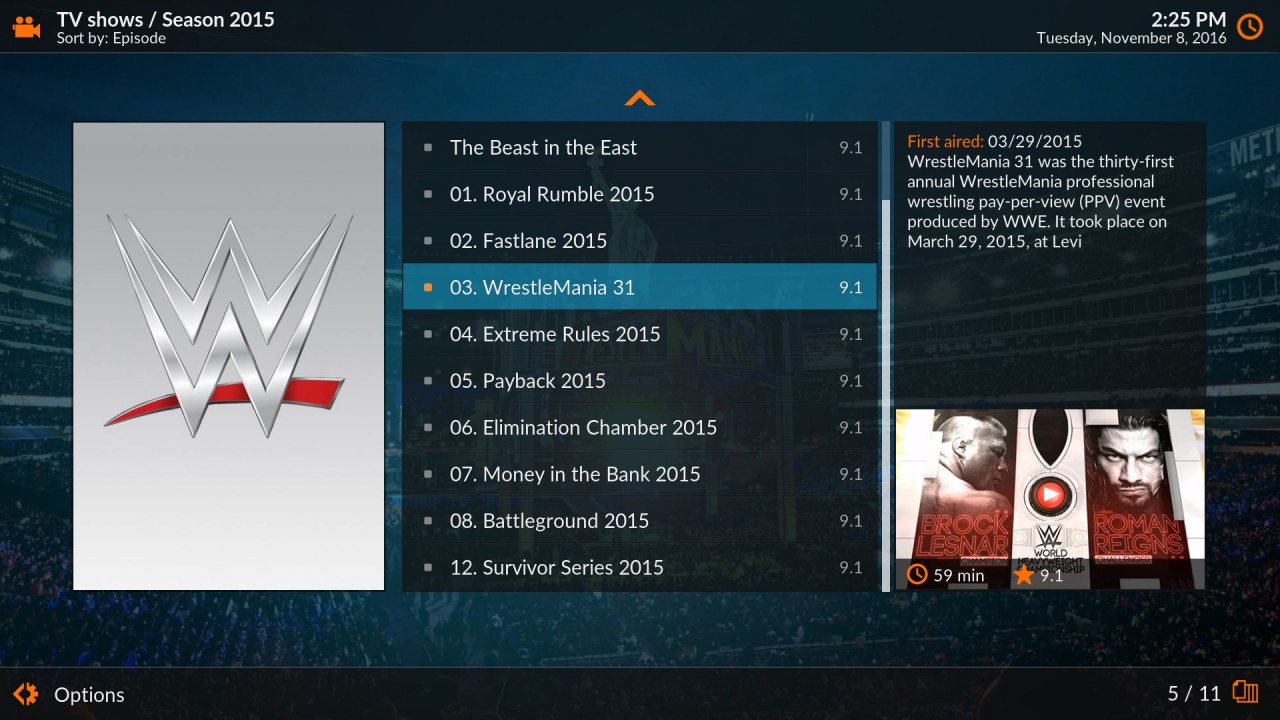 TV shows / Season 2015
Sort by: Episode
2:25 PM
Tuesday, November 8, 2016
The Beast in the East 9.1
01. Royal Rumble 2015 9.1
02. Fastlane 2015 9.1
03. WrestleMania 31 9.1
04. Extreme Rules 2015 9.1
05. Payback 2015 9.1
06. Elimination Chamber 2015 9.1
07. Money in the Bank 2015 9.1
08. Battleground 2015 9.1
12. Survivor Series 2015 9.1
First aired: 03/29/2015
WrestleMania 31 was the thirty-first
annual WrestleMania professional
wrestling pay-per-view (PPV) event
produced by WWE. It took place on
March 29, 2015, at Levi
BROCK
LESNAR
CHAMPION
ROMAN
REIGNS
CHALLENGER
WORLD
HEAVYWEIGHT
CHAMPIONSHIP
59 min 9.1
Options
5 / 11